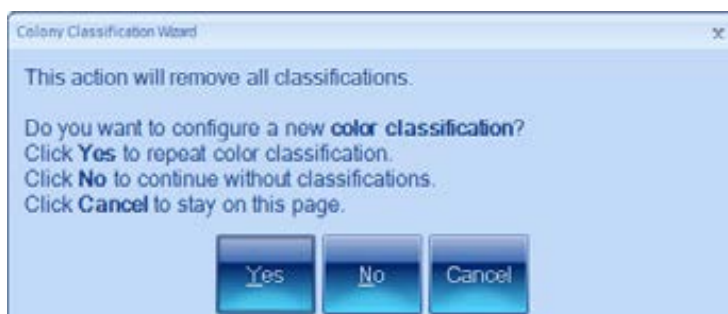 Colony Classification Wizard
This action will remove all classifications.
Do you want to configure a new color classification?
Click Yes to repeat color classification.
Click No to continue without classifications.
Click Cancel to stay on this page.
Yes No Cancel